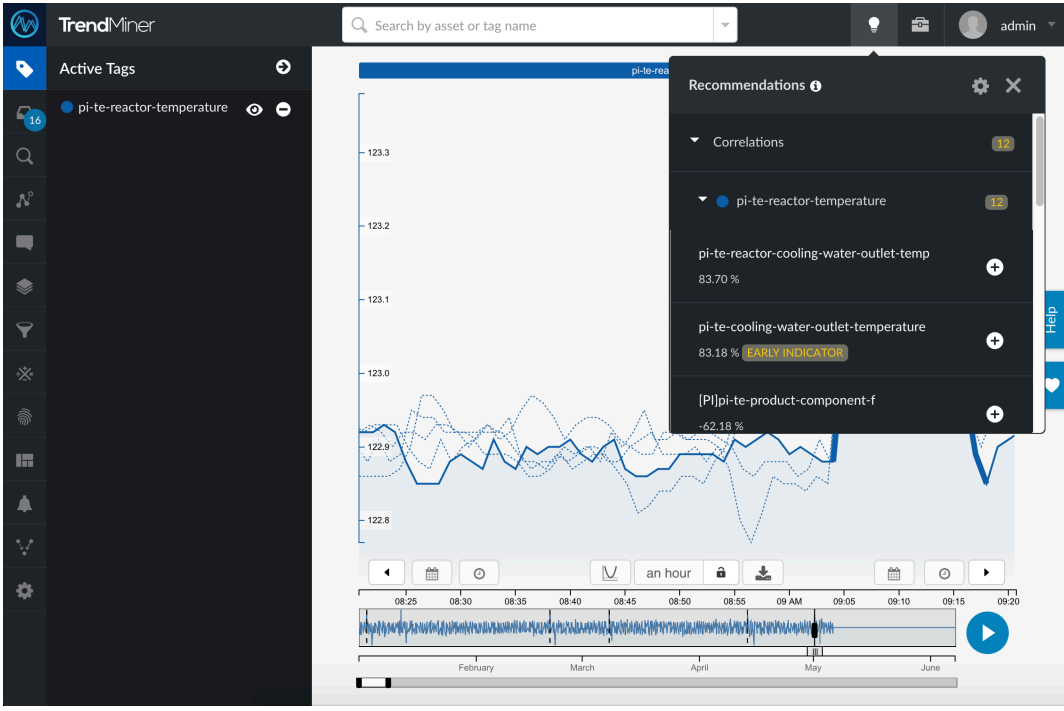 TrendMiner
Search by asset or tag name
admin
Active Tags
pi-te-reactor-temperature
16
pi-te-rea
Recommendations
Correlations
12
pi-te-reactor-temperature
12
pi-te-reactor-cooling-water-outlet-temp
83.70 %
pi-te-cooling-water-outlet-temperature
83.18 % EARLY INDICATOR
[PI]pi-te-product-component-f
-62.18 %
Help
123.3
123.2
123.1
123.0
122.9
122.8
an hour
08:25 08:30 08:35 08:40 08:45 08:50 08:55 09 AM 09:05 09:10 09:15 09:20
February March April May June